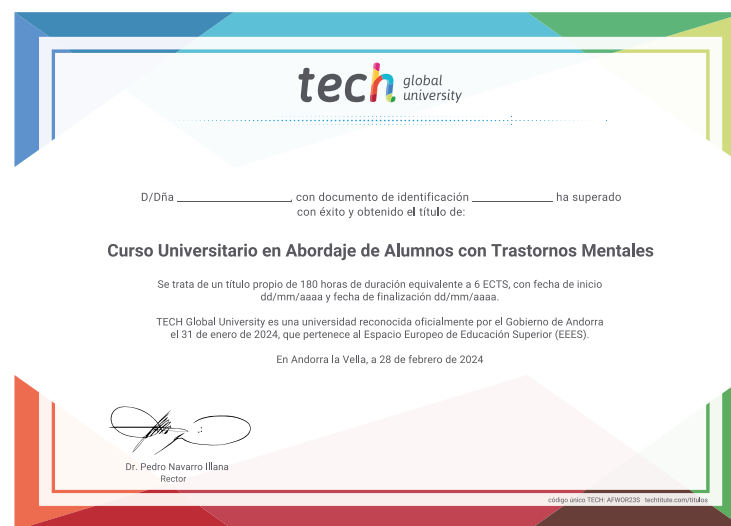 tech global university
D/Dña ______________, con documento de identificación __________ ha superado
con éxito y obtenido el título de:
Curso Universitario en Abordaje de Alumnos con Trastornos Mentales
Se trata de un título propio de 180 horas de duración equivalente a 6 ECTS, con fecha de inicio
dd/mm/aaaa y fecha de finalización dd/mm/aaaa.
TECH Global University es una universidad reconocida oficialmente por el Gobierno de Andorra
el 31 de enero de 2024, que pertenece al Espacio Europeo de Educación Superior (EEES).
En Andorra la Vella, a 28 de febrero de 2024
Dr. Pedro Navarro Illana
Rector
código único TECH: AFWOR23S techtitute.com/titulos